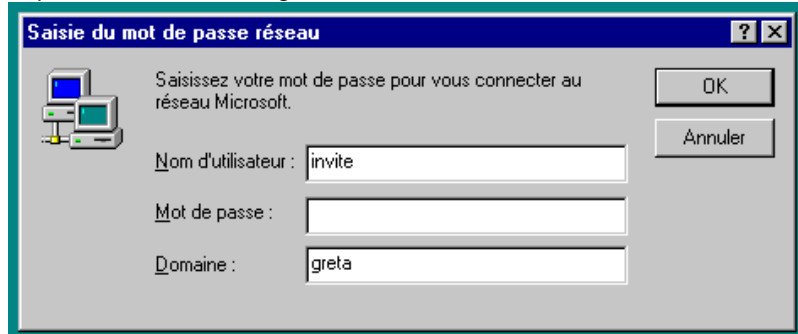 Saisie du mot de passe réseau
Saisissez votre mot de passe pour vous connecter au
réseau Microsoft.
OK
Annuler
Nom d'utilisateur : invite
Mot de passe :
Domaine : greta